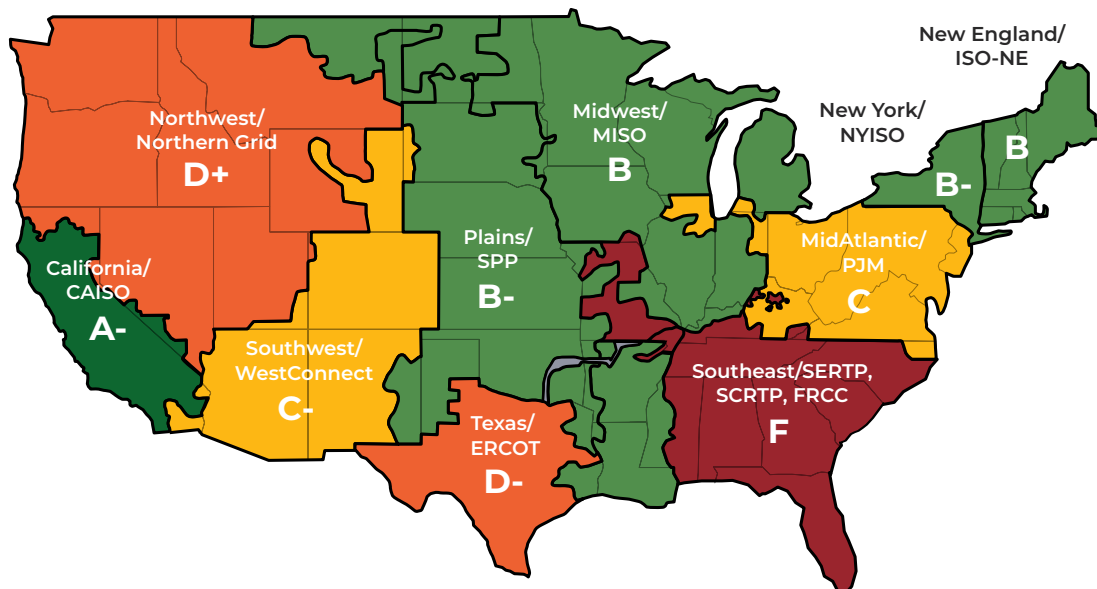 New England/
ISO-NE
B
New York/
NYISO
B-
Midwest/
MISO
B
Northwest/
Northern Grid
D+
Plains/
SPP
B-
MidAtlantic/
PJM
C
California/
CAISO
A-
Southwest/
WestConnect
C-
Southeast/SERTP,
SCRTP, FRCC
F
Texas/
ERCOT
D-